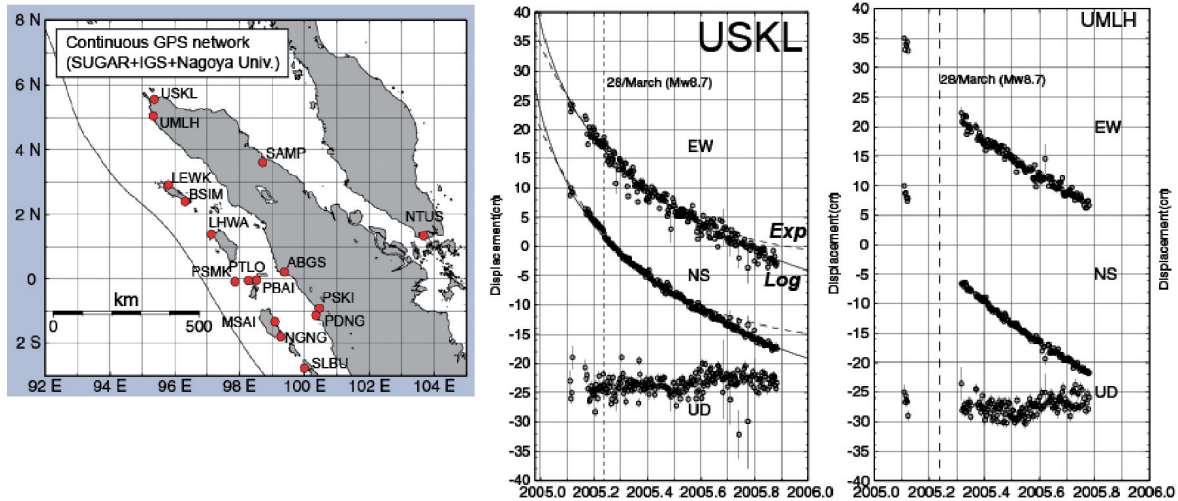 8 N
6 N
4 N
2 N
0
2 S
92 E
94 E
96 E
98 E
100 E
102 E
104 E
Continuous GPS network
(SUGAR+IGS+Nagoya Univ.)
USKL
UMLH
SAMP
LEWK
BSIM
LHWA
NTUS
PTLO
ABGS
PSMK
PBAI
km
0
500
PSKI
MSAI
PDNG
NGNG
SLBU
Displacement(cm)
40
35
30
25
20
15
10
5
0
-5
-10
-15
-20
-25
-30
-35
-40
USKL
28/March (Mw8.7)
EW
Exp
Log
NS
UD
2005.0
2005.2
2005.4
2005.6
2005.8
2006.0
Displacement(cm)
40
35
30
25
20
15
10
5
0
-5
-10
-15
-20
-25
-30
-35
-40
UMLH
28/March (Mw8.7)
EW
NS
UD
2005.0
2005.2
2005.4
2005.6
2005.8
2006.0
Displacement(cm)